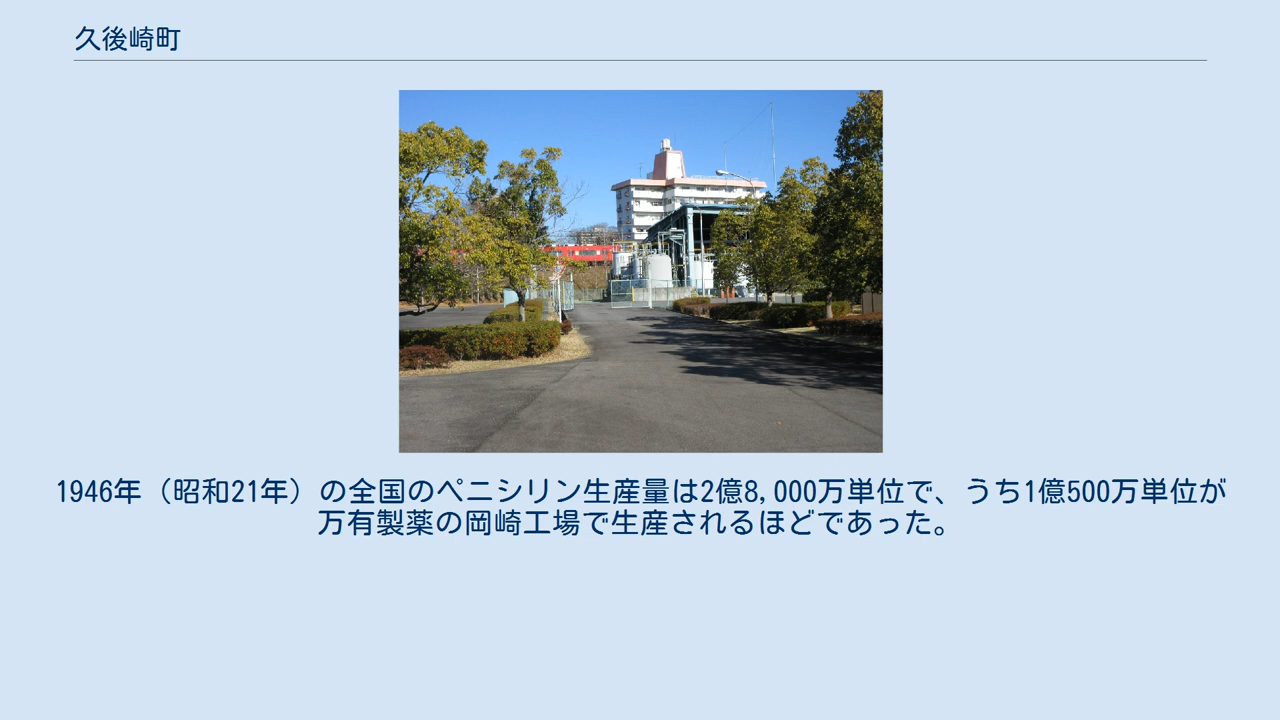 久後崎町
1946年（昭和21年）の全国のペニシリン生産量は2億8,000万単位で、うち1億500万単位が
万有製薬の岡崎工場で生産されるほどであった。